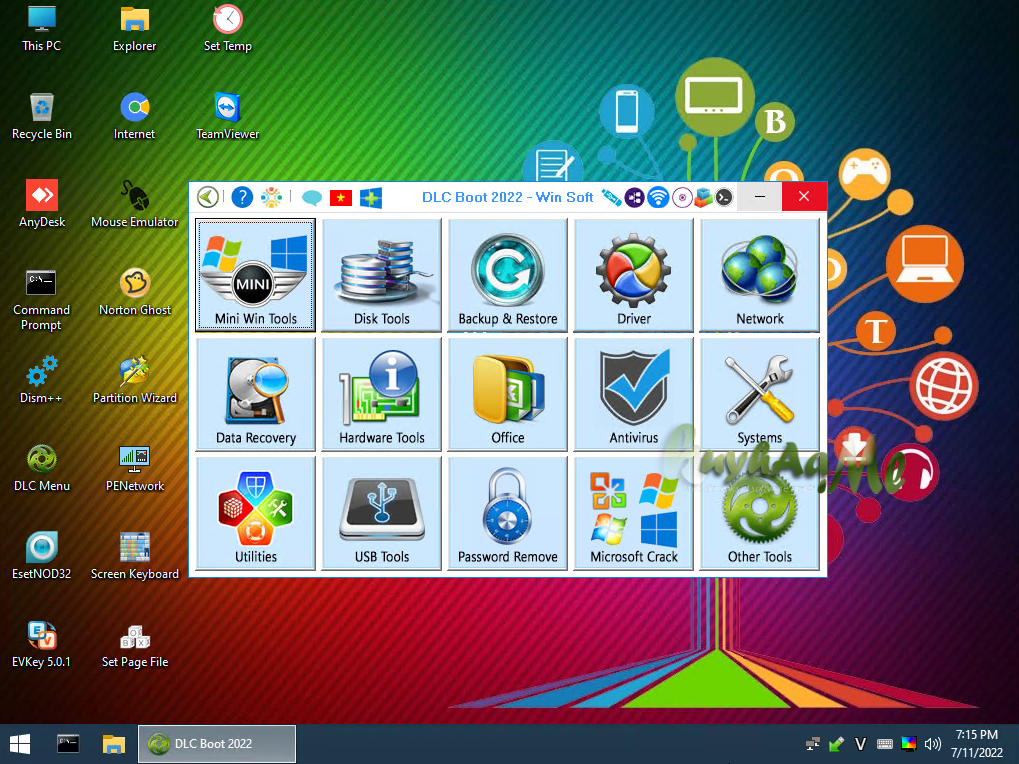 This PC
Explorer
Set Temp
Recycle Bin
Internet
TeamViewer
AnyDesk
Mouse Emulator
C:\_
Command
Prompt
Norton Ghost
Dism++
Partition Wizard
DLC Menu
PENetwork
EsetNOD32
Screen Keyboard
EVKey 5.0.1
Set Page File
B
T
DLC Boot 2022 - Win Soft
MINI
Mini Win Tools
Disk Tools
Backup & Restore
Driver
Network
Data Recovery
Hardware Tools
Office
Antivirus
Systems
Utilities
USB Tools
Password Remove
Microsoft Crack
Other Tools
kuyhAaMe
DLC Boot 2022
V
7:15 PM
7/11/2022